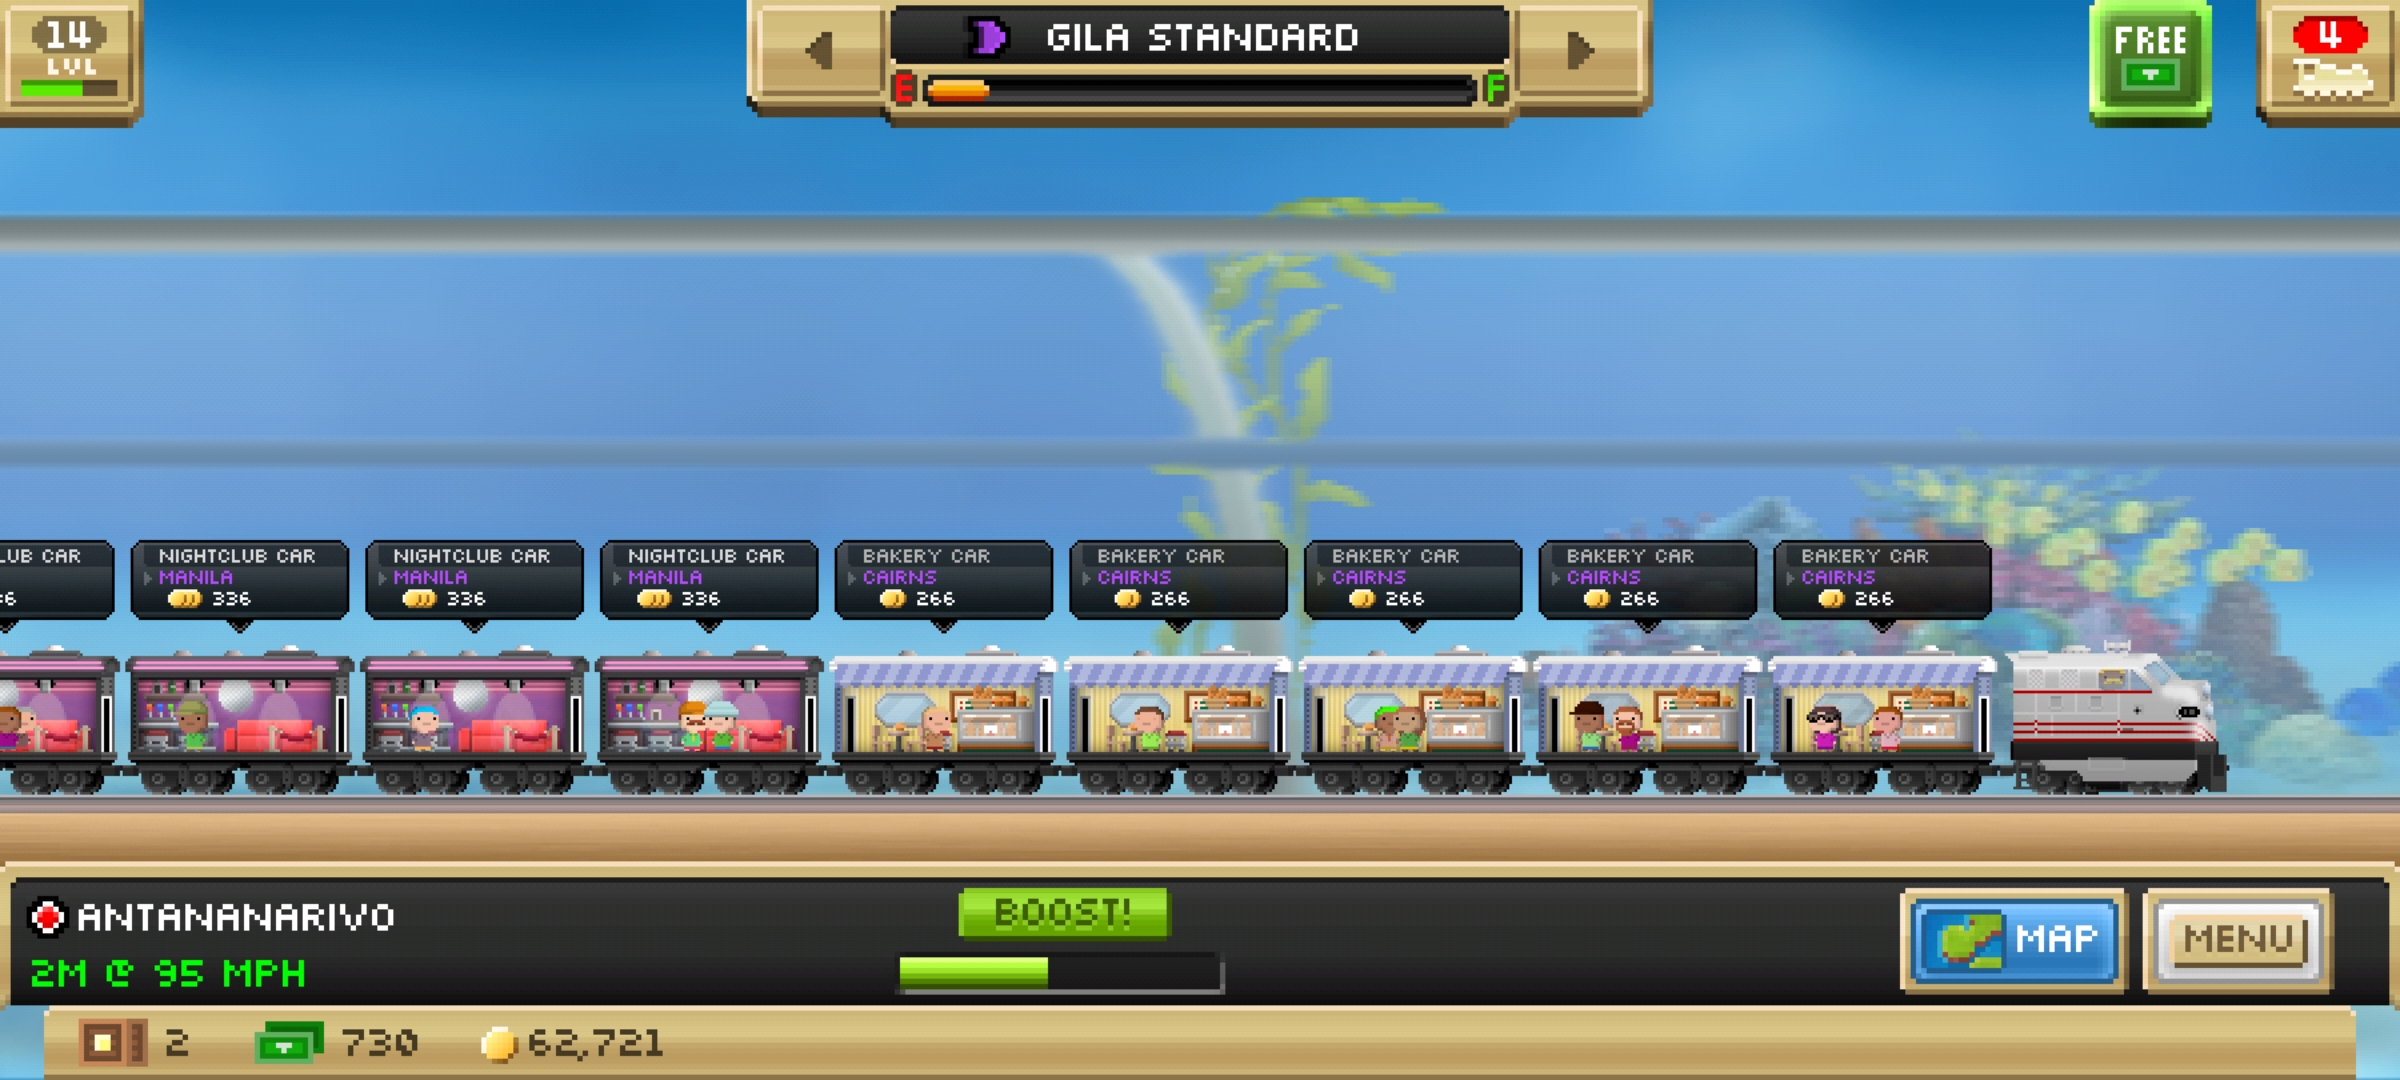 14
LVL
GILA STANDARD
E F
FREE
4
LUB CAR
NIGHTCLUB CAR
MANILA
336
NIGHTCLUB CAR
MANILA
336
NIGHTCLUB CAR
MANILA
336
BAKERY CAR
CAIRNS
266
BAKERY CAR
CAIRNS
266
BAKERY CAR
CAIRNS
266
BAKERY CAR
CAIRNS
266
BAKERY CAR
CAIRNS
266
ANTANANARIVO
2M @ 95 MPH
BOOST!
MAP
MENU
2
730
62,721